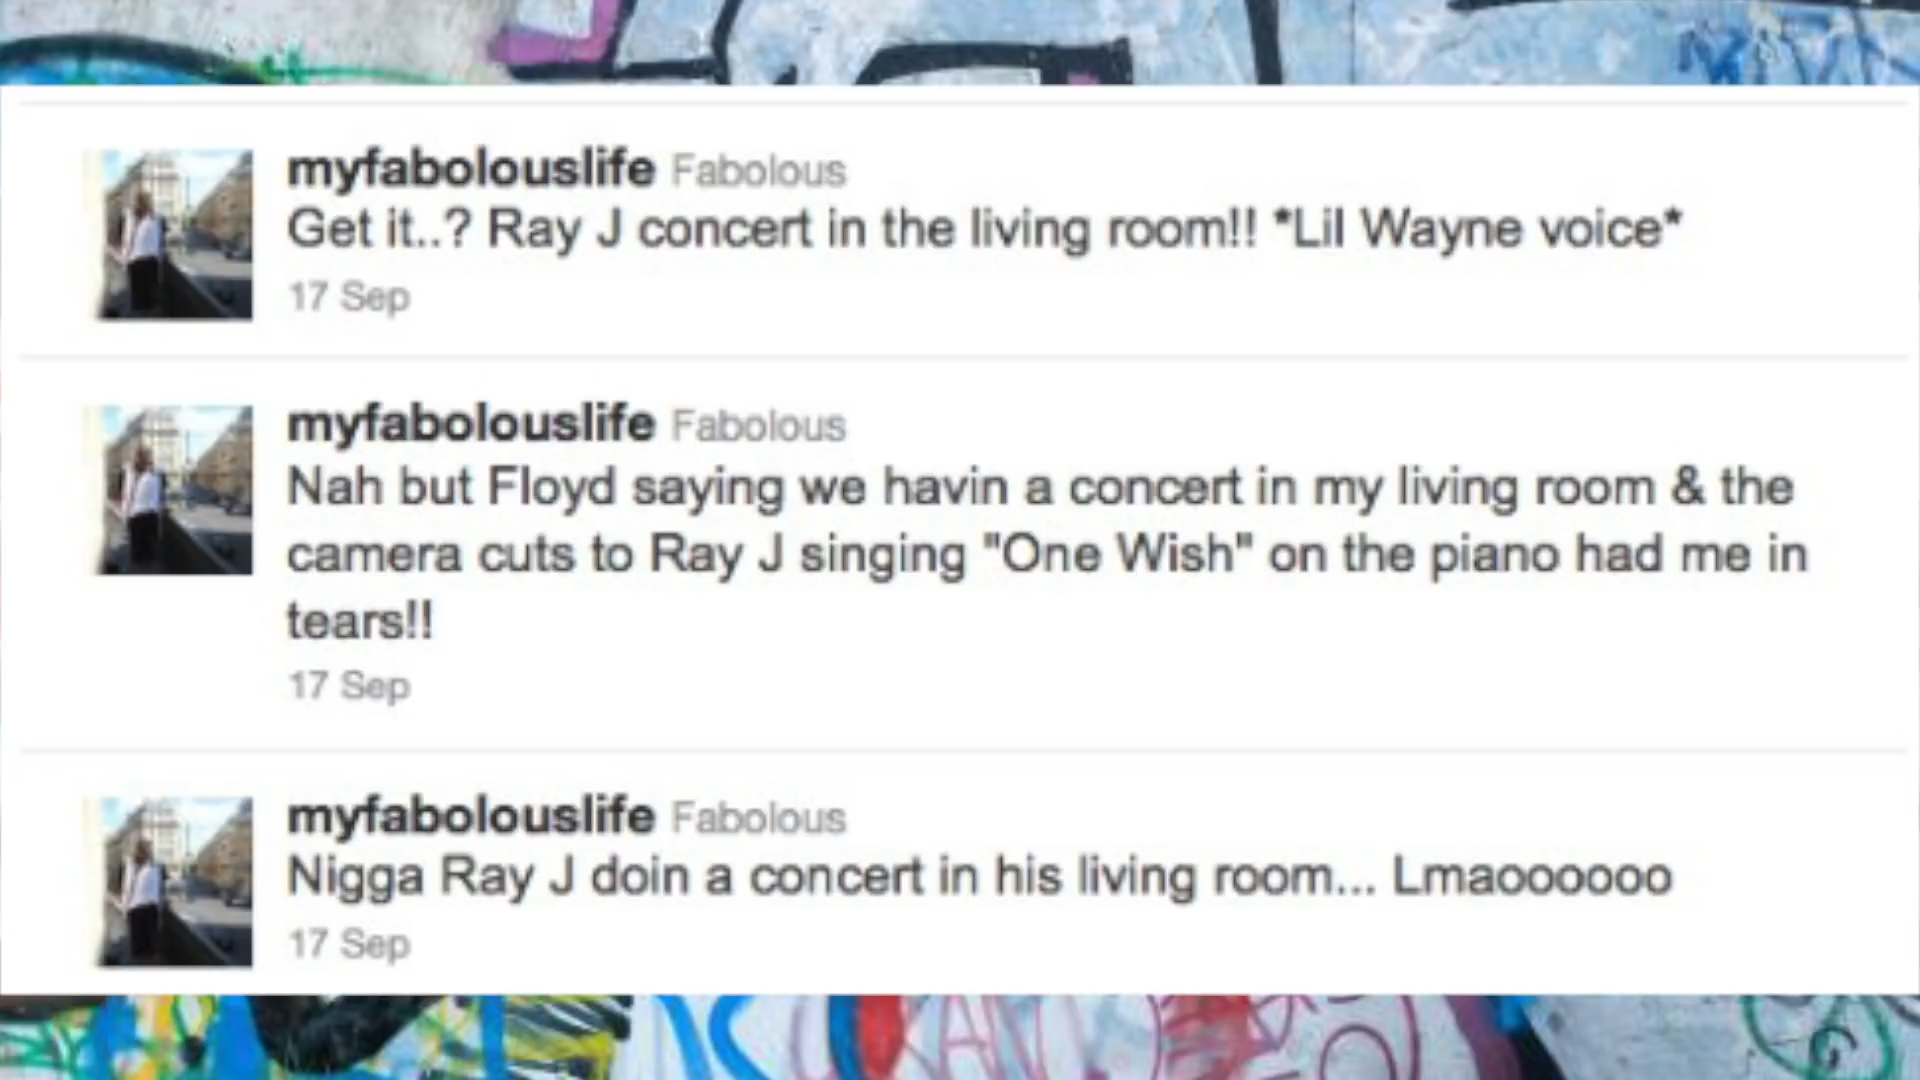 myfabolouslife Fabolous
Get it..? Ray J concert in the living room!! *Lil Wayne voice*
17 Sep
myfabolouslife Fabolous
Nah but Floyd saying we havin a concert in my living room & the
camera cuts to Ray J singing "One Wish" on the piano had me in
tears!!
17 Sep
myfabolouslife Fabolous
Nigga Ray J doin a concert in his living room... Lmaoooooo
17 Sep